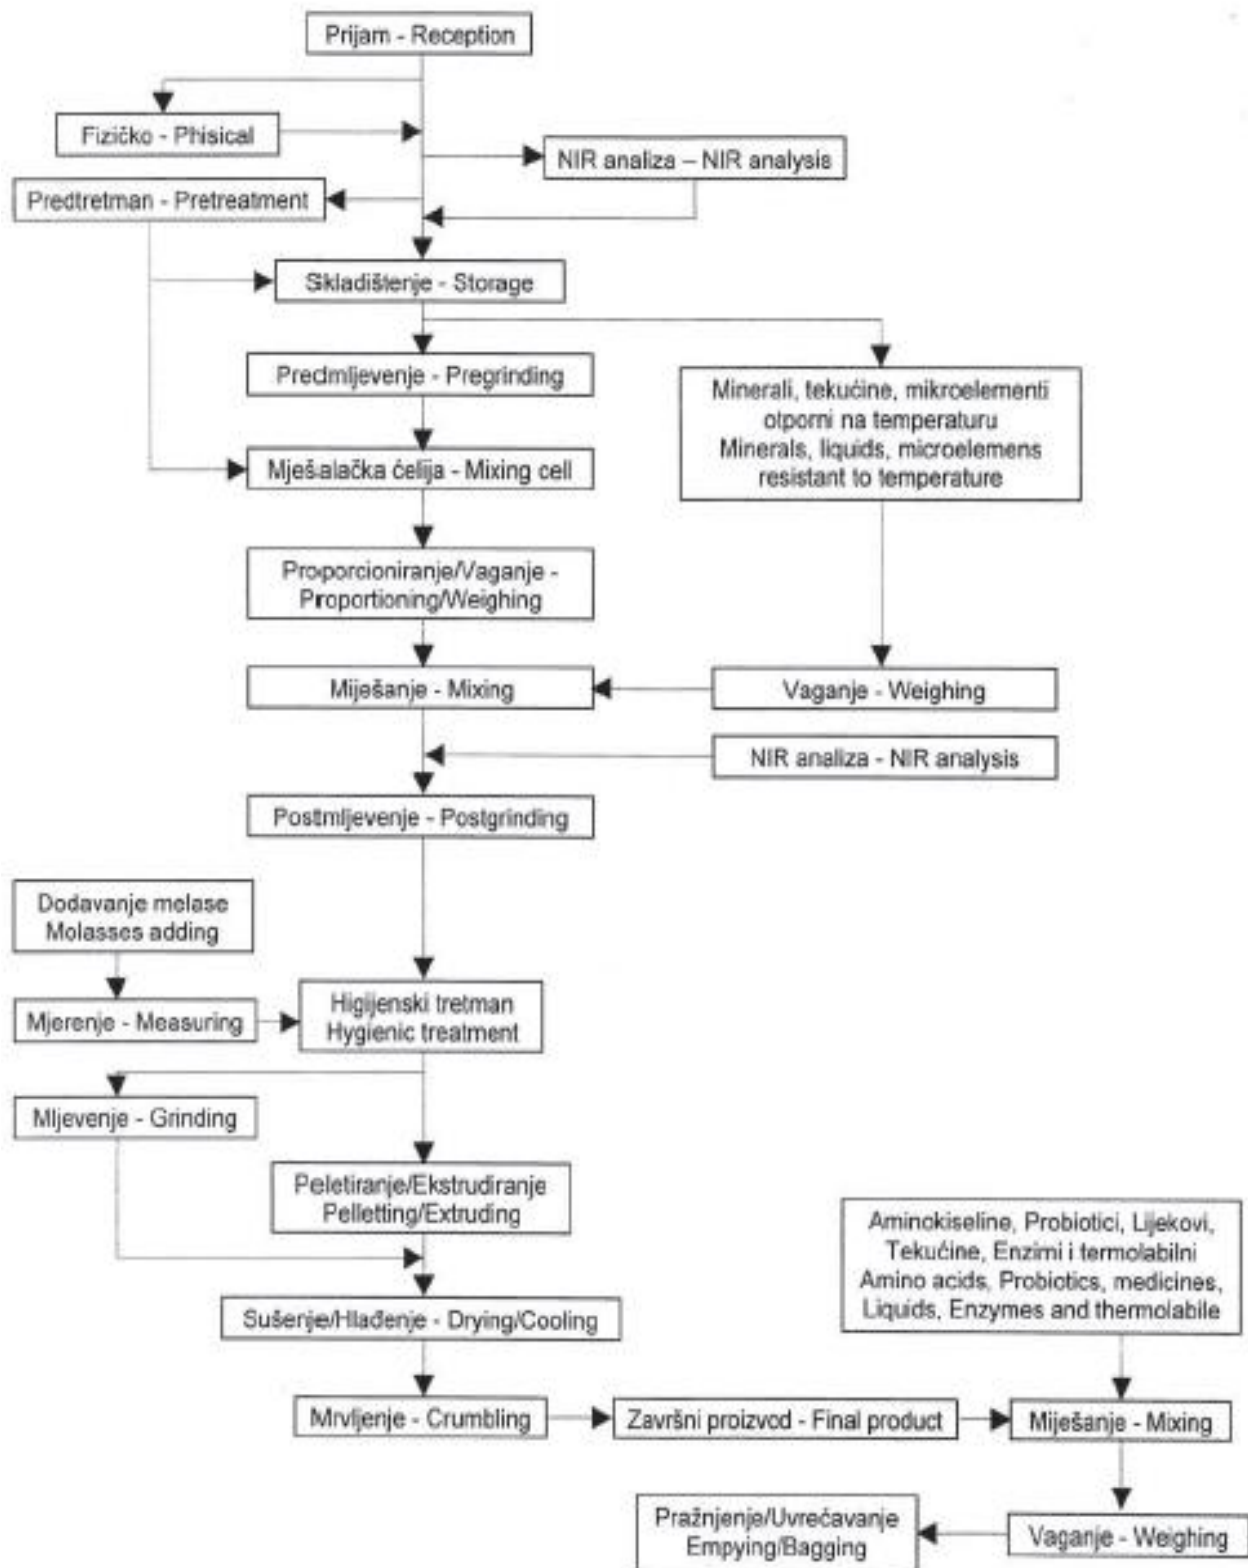 Prijam - Reception
Fizičko - Phisical
NIR analiza – NIR analysis
Predtretman - Pretreatment
Skladištenje - Storage
Predmljevenje - Pregrinding
Minerali, tekućine, mikroelementi
otporni na temperaturu
Minerals, liquids, microelemens
resistant to temperature
Mješalačka ćelija - Mixing cell
Proporcioniranje/Vaganje -
Proportioning/Weighing
Miješanje - Mixing
Vaganje - Weighing
NIR analiza - NIR analysis
Postmljevenje - Postgrinding
Dodavanje melase
Molasses adding
Mjerenje - Measuring
Higijenski tretman
Hygienic treatment
Mljevenje - Grinding
Peletiranje/Ekstrudiranje
Pelletting/Extruding
Aminokiseline, Probiotici, Lijekovi,
Tekućine, Enzimi i termolabilni
Amino acids, Probiotics, medicines,
Liquids, Enzymes and thermolabile
Sušenje/Hlađenje - Drying/Cooling
Mrvljenje - Crumbling
Završni proizvod - Final product
Miješanje - Mixing
Pražnjenje/Uvrećavanje
Empying/Bagging
Vaganje - Weighing